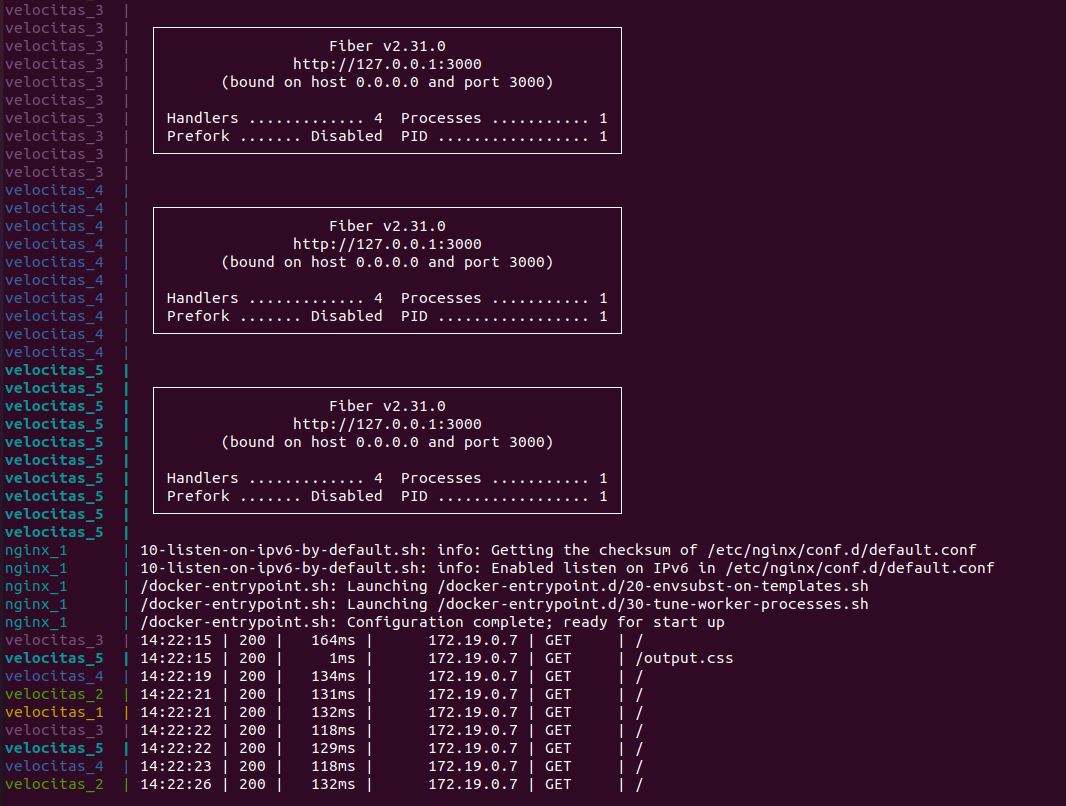 velocitas_3  |
velocitas_3  |
velocitas_3  | Fiber v2.31.0
velocitas_3  | http://127.0.0.1:3000
velocitas_3  | (bound on host 0.0.0.0 and port 3000)
velocitas_3  |
velocitas_3  | Handlers ............. 4  Processes ........... 1
velocitas_3  | Prefork ....... Disabled  PID ................. 1
velocitas_3  |
velocitas_3  |
velocitas_4  |
velocitas_4  |
velocitas_4  | Fiber v2.31.0
velocitas_4  | http://127.0.0.1:3000
velocitas_4  | (bound on host 0.0.0.0 and port 3000)
velocitas_4  |
velocitas_4  | Handlers ............. 4  Processes ........... 1
velocitas_4  | Prefork ....... Disabled  PID ................. 1
velocitas_4  |
velocitas_4  |
velocitas_5  |
velocitas_5  |
velocitas_5  | Fiber v2.31.0
velocitas_5  | http://127.0.0.1:3000
velocitas_5  | (bound on host 0.0.0.0 and port 3000)
velocitas_5  |
velocitas_5  | Handlers ............. 4  Processes ........... 1
velocitas_5  | Prefork ....... Disabled  PID ................. 1
velocitas_5  |
velocitas_5  |
nginx_1      | 10-listen-on-ipv6-by-default.sh: info: Getting the checksum of /etc/nginx/conf.d/default.conf
nginx_1      | 10-listen-on-ipv6-by-default.sh: info: Enabled listen on IPv6 in /etc/nginx/conf.d/default.conf
nginx_1      | /docker-entrypoint.sh: Launching /docker-entrypoint.d/20-envsubst-on-templates.sh
nginx_1      | /docker-entrypoint.sh: Launching /docker-entrypoint.d/30-tune-worker-processes.sh
nginx_1      | /docker-entrypoint.sh: Configuration complete; ready for start up
velocitas_3  | 14:22:15 | 200 |   164ms |      172.19.0.7 | GET     | /
velocitas_5  | 14:22:15 | 200 |     1ms |      172.19.0.7 | GET     | /output.css
velocitas_4  | 14:22:19 | 200 |   134ms |      172.19.0.7 | GET     | /
velocitas_2  | 14:22:21 | 200 |   131ms |      172.19.0.7 | GET     | /
velocitas_1  | 14:22:21 | 200 |   132ms |      172.19.0.7 | GET     | /
velocitas_3  | 14:22:22 | 200 |   118ms |      172.19.0.7 | GET     | /
velocitas_5  | 14:22:22 | 200 |   129ms |      172.19.0.7 | GET     | /
velocitas_4  | 14:22:23 | 200 |   118ms |      172.19.0.7 | GET     | /
velocitas_2  | 14:22:26 | 200 |   132ms |      172.19.0.7 | GET     | /